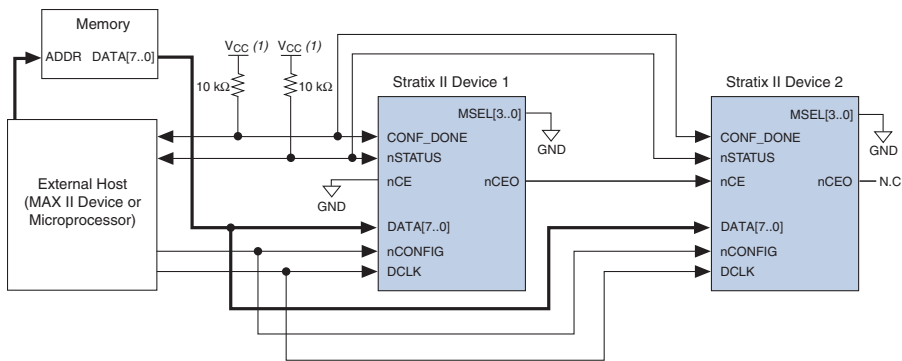 Memory
ADDR DATA[7..0]
VCC (1) VCC (1)
10 kΩ 10 kΩ
External Host
(MAX II Device or
Microprocessor)
Stratix II Device 1
MSEL[3..0]
GND
CONF_DONE
nSTATUS
nCE nCEO
GND
DATA[7..0]
nCONFIG
DCLK
Stratix II Device 2
MSEL[3..0]
GND
CONF_DONE
nSTATUS
nCE nCEO N.C
DATA[7..0]
nCONFIG
DCLK